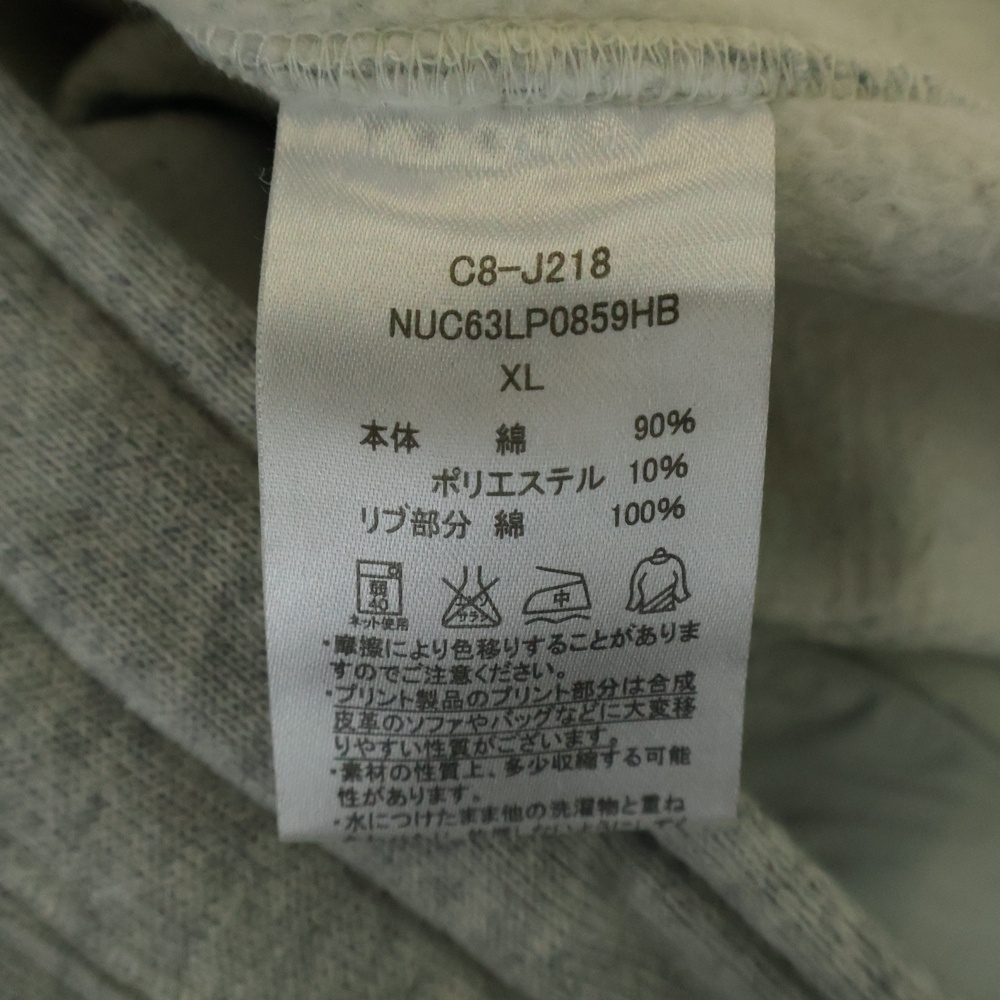 C8-J218
NUC63LP0859HB
XL
本体 綿 90%
ポリエステル 10%
リブ部分 綿 100%
弱
40
ネット使用
エンソ
サラシ
中
・摩擦により色移りすることがありま
すのでご注意ください。
・プリント製品のプリント部分は合成
皮革のソファやバッグなどに大変移
りやすい性質がございます。
・素材の性質上、多少収縮する可能
性があります。
・水につけたまま他の洗濯物と重ね